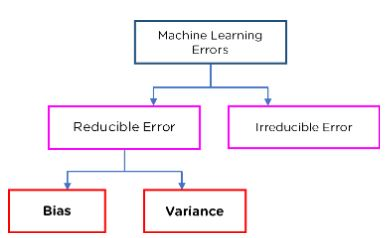 Machine Learning
Errors
Reducible Error
Irreducible Error
Bias
Variance